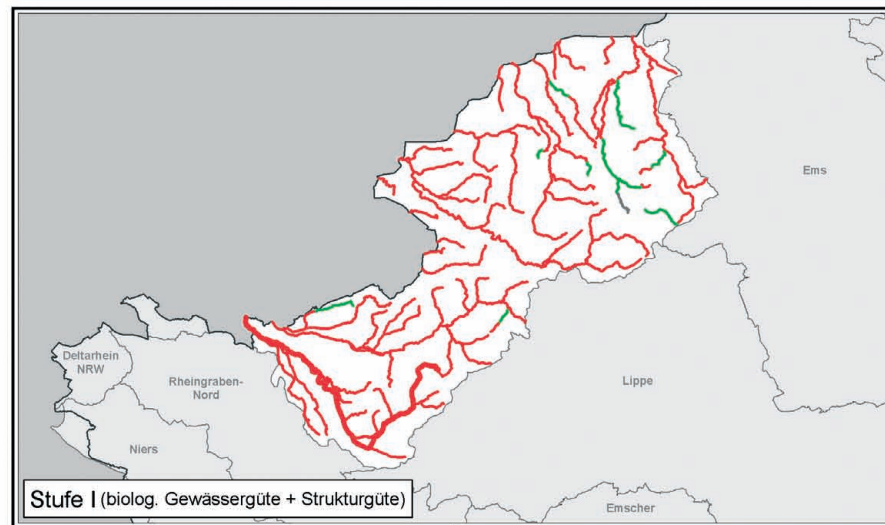 Ems
Deltarhein
NRW
Rheingraben-
Nord
Lippe
Niers
Stufe I (biolog. Gewässergüte + Strukturgüte)
Emscher